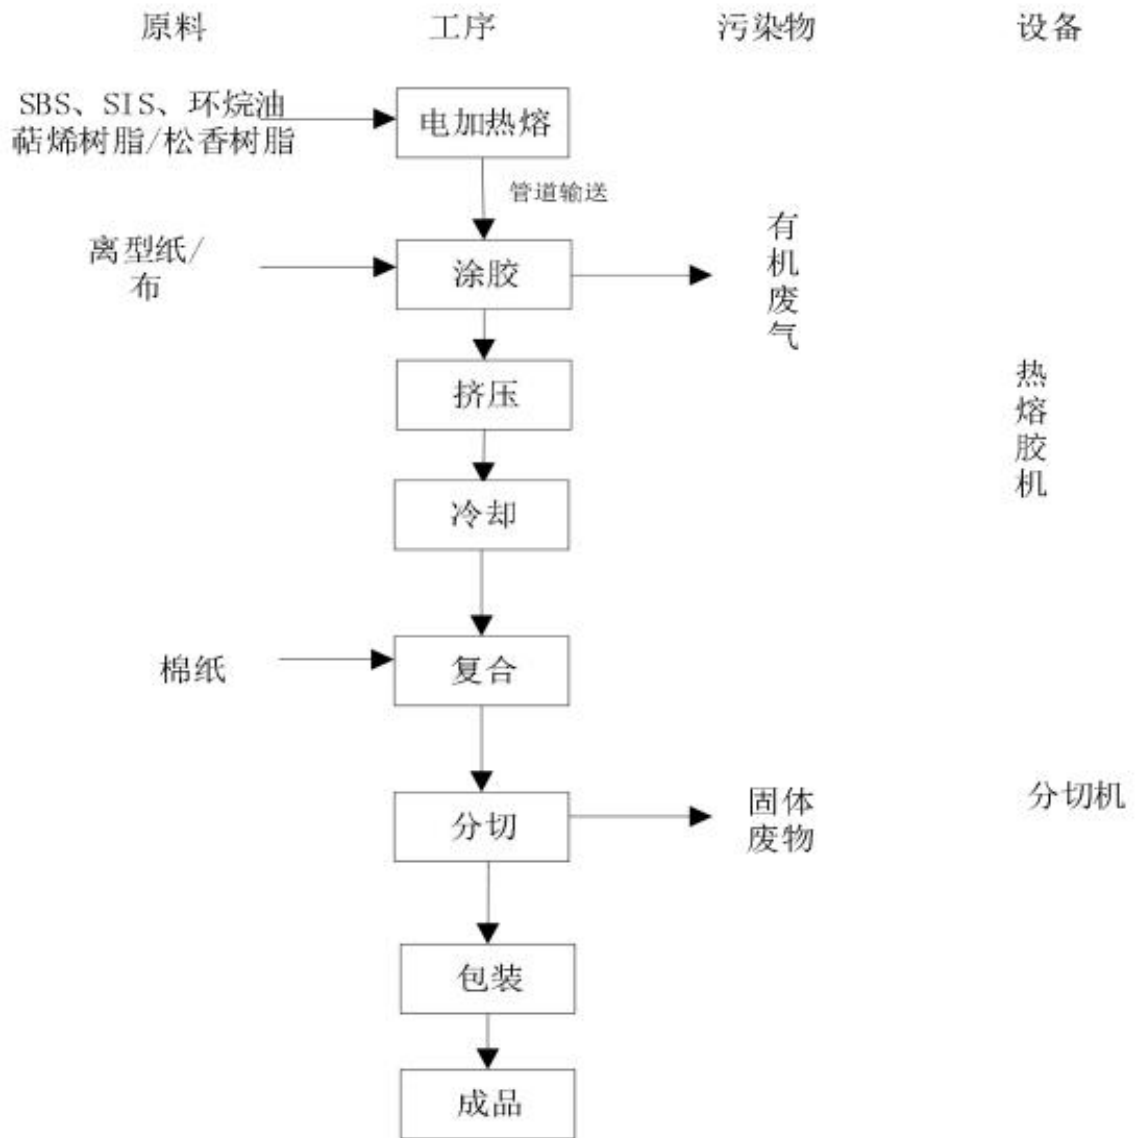 原料 工序 污染物 设备
SBS、SIS、环烷油
萜烯树脂/松香树脂
电加热熔
管道输送
离型纸/
布
涂胶
有
机
废
气
挤压
热
熔
胶
机
冷却
棉纸
复合
分切
固体
废物
分切机
包装
成品